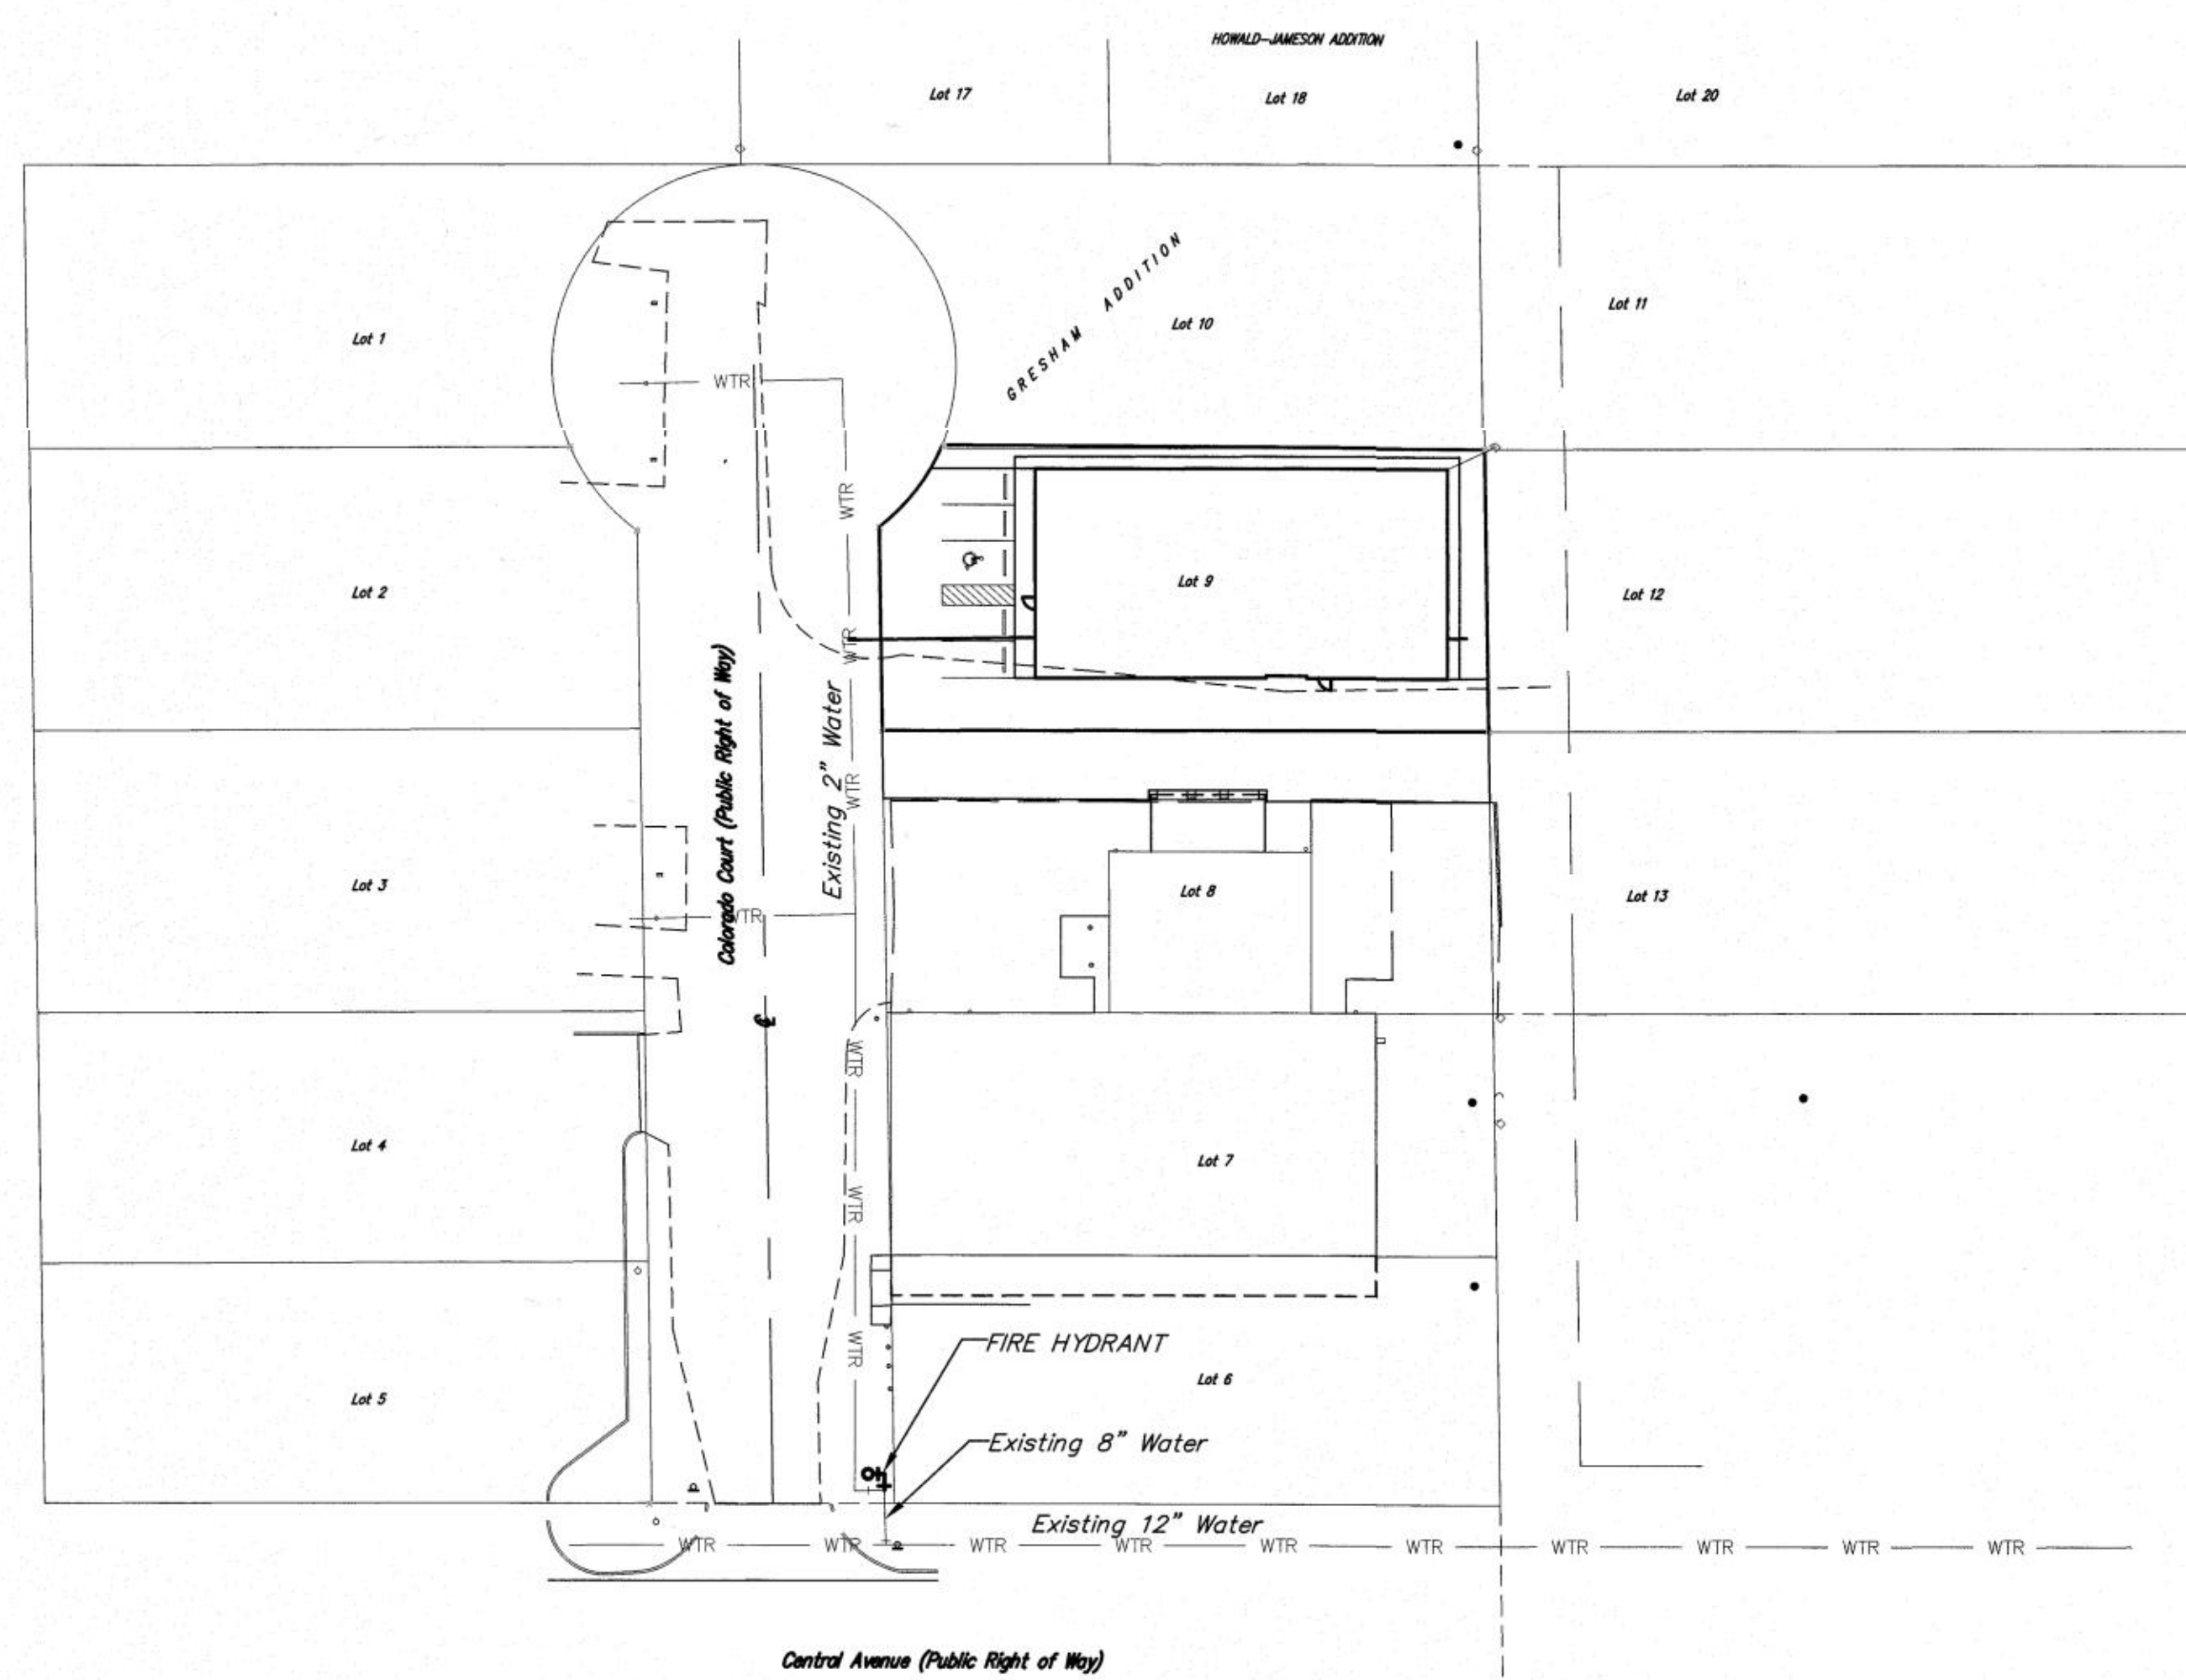 HOWALD-JAMESON ADDITION
Lot 17
Lot 18
Lot 20
GRESHAM ADDITION
Lot 1
Lot 10
Lot 11
WTR
WTR
Lot 2
Lot 9
Lot 12
WTR
WTR
Colorado Court (Public Right of Way)
Existing 2" Water
WTR
Lot 3
Lot 8
Lot 13
WTR
WTR
Lot 4
Lot 7
WTR
FIRE HYDRANT
WTR
Lot 5
Lot 6
Existing 8" Water
Existing 12" Water
WTR WTR WTR WTR WTR WTR WTR WTR WTR WTR
Central Avenue (Public Right of Way)